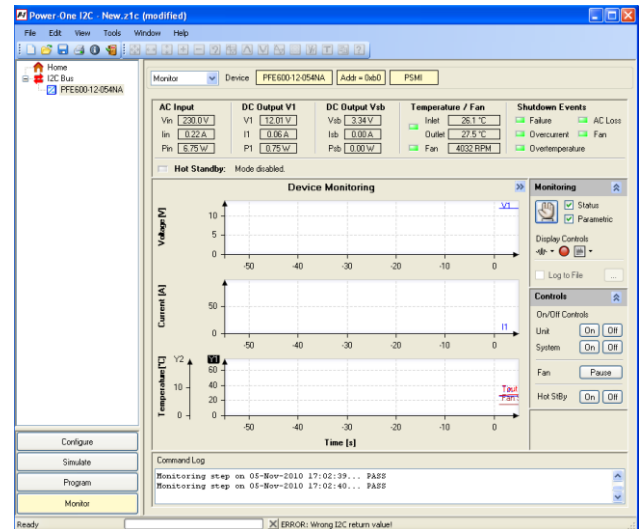 Power-One I2C - New.z1c (modified)
File Edit View Tools Window Help
Home
I2C Bus
PFE600-12-054NA
Monitor Device PFE600-12-054NA Addr = 0xb0 PSMI
AC Input DC Output V1 DC Output Vsb Temperature / Fan Shutdown Events
Vin 230.0 V V1 12.01 V Vsb 3.34 V Inlet 26.1 °C Failure AC Loss
Iin 0.22 A I1 0.06 A Isb 0.00 A Outlet 27.5 °C Overcurrent Fan
Pin 6.75 W P1 0.75 W Psb 0.00 W Fan 4032 RPM Overtemperature
Hot Standby: Mode disabled.
Device Monitoring
Voltage [V]
10
5
0
V1
-50 -40 -30 -20 -10 0
Current [A]
50
0
I1
-50 -40 -30 -20 -10 0
Temperature [°C]
Y2 Y1
60
10 40
20
0 0
Fan
-50 -40 -30 -20 -10 0
Time [s]
Monitoring
Status
Parametric
Display Controls
Log to File ...
Controls
On/Off Controls
Unit On Off
System On Off
Fan Pause
Hot StBy On Off
Configure
Simulate
Program
Monitor
Command Log
Monitoring step on 05-Nov-2010 17:02:39... PASS
Monitoring step on 05-Nov-2010 17:02:40... PASS
Ready ERROR: Wrong I2C return value!